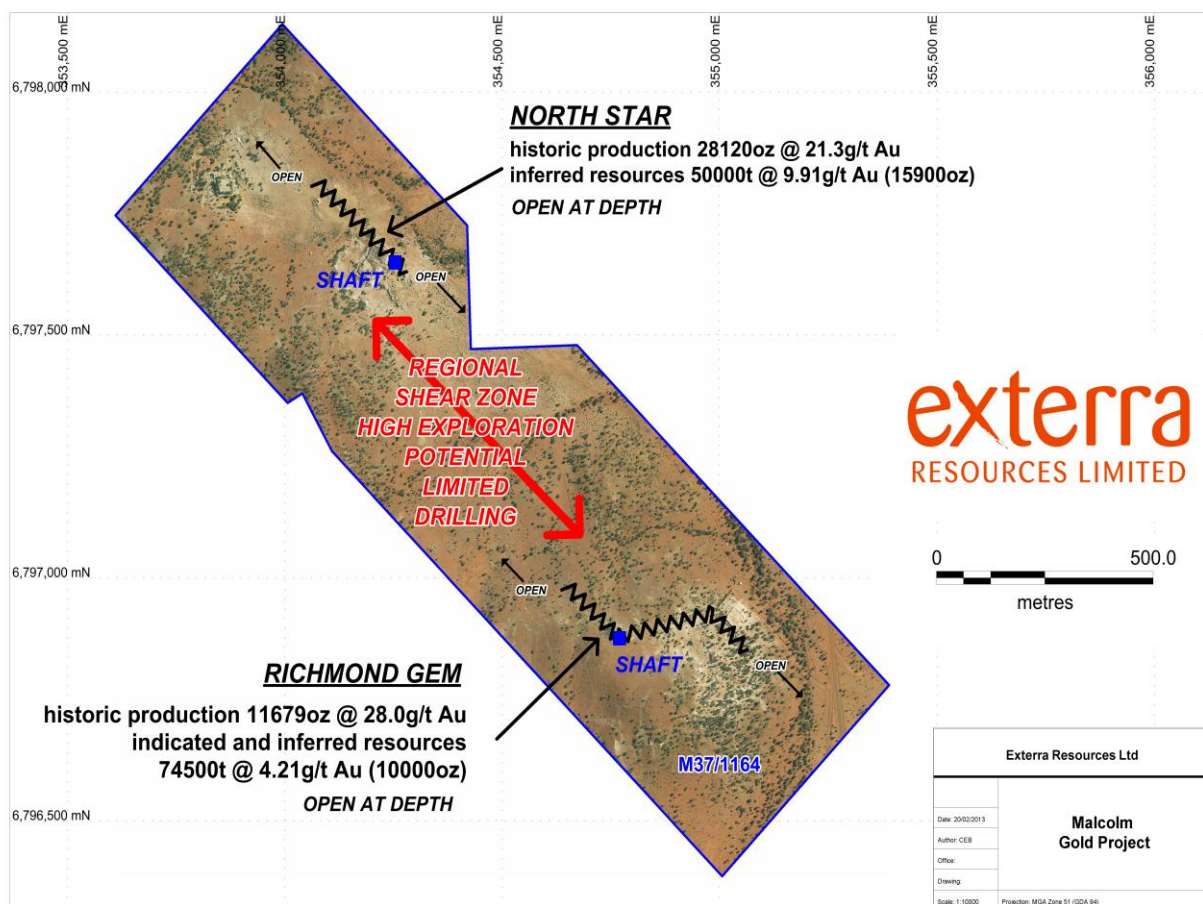 353,500 mE
354,000 mE
354,500 mE
355,000 mE
355,500 mE
356,000 mE
6,798,000 mN
NORTH STAR
historic production 28120oz @ 21.3g/t Au
inferred resources 50000t @ 9.91g/t Au (15900oz)
OPEN AT DEPTH
OPEN
SHAFT
OPEN
6,797,500 mN
REGIONAL
SHEAR ZONE
HIGH EXPLORATION
POTENTIAL
LIMITED
DRILLING
exterra
RESOURCES LIMITED
0 500.0
metres
6,797,000 mN
OPEN
SHAFT
OPEN
RICHMOND GEM
historic production 11679oz @ 28.0g/t Au
indicated and inferred resources
74500t @ 4.21g/t Au (10000oz)
OPEN AT DEPTH
M37/1164
6,796,500 mN
Exterra Resources Ltd
Date: 20/02/2013
Author: CEB
Office:
Drawing:
Scale: 1:10000
Malcolm
Gold Project
Projection: MGA Zone 51 (GDA 94)